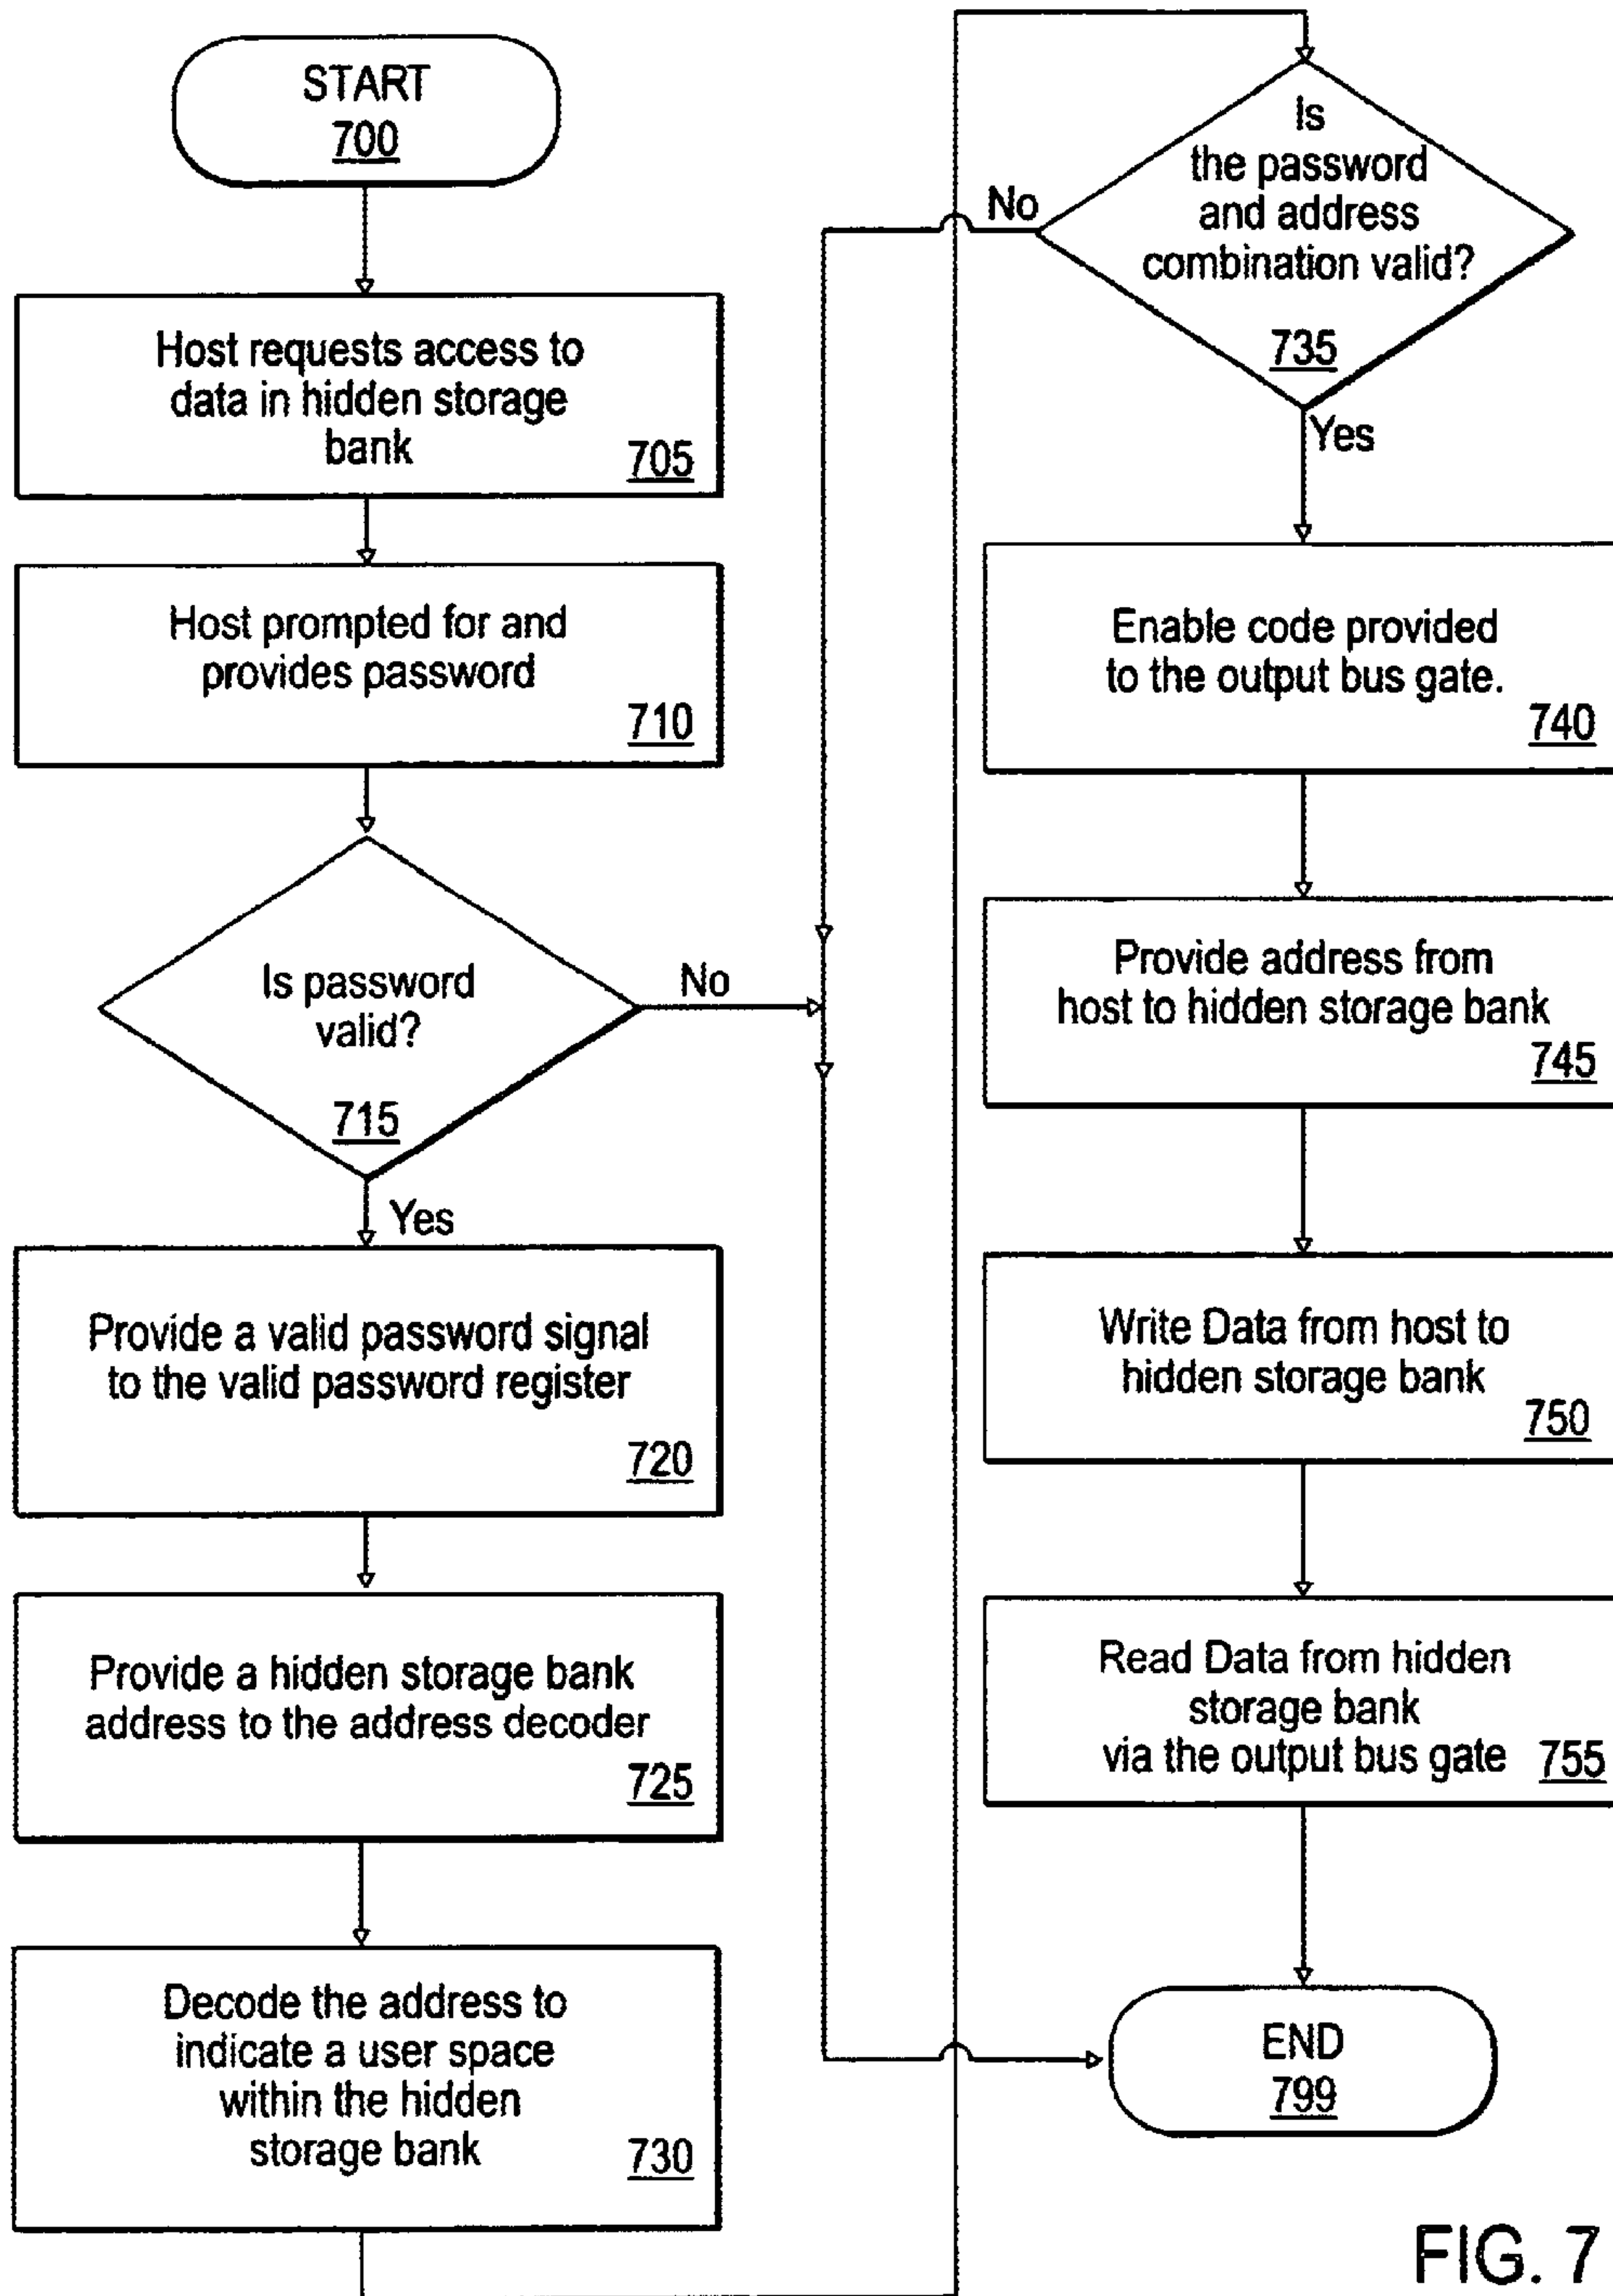 START
700
Host requests access to
data in hidden storage
bank
705
Host prompted for and
provides password
710
Is password
valid?
715
No
Yes
Provide a valid password signal
to the valid password register
720
Provide a hidden storage bank
address to the address decoder
725
Decode the address to
indicate a user space
within the hidden
storage bank
730
Is
the password
and address
combination valid?
735
No
Yes
Enable code provided
to the output bus gate.
740
Provide address from
host to hidden storage bank
745
Write Data from host to
hidden storage bank
750
Read Data from hidden
storage bank
via the output bus gate
755
END
799
FIG. 7